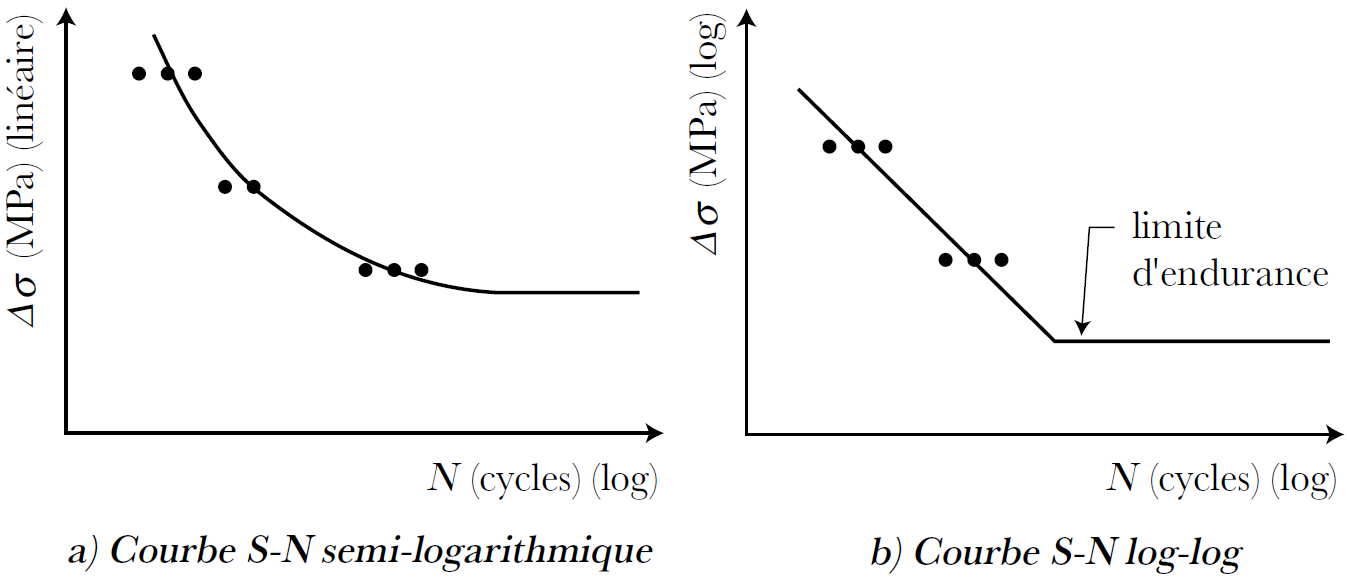 Δσ (MPa) (linéaire)
N (cycles) (log)
a) Courbe S-N semi-logarithmique
Δσ (MPa) (log)
limite
d'endurance
N (cycles) (log)
b) Courbe S-N log-log